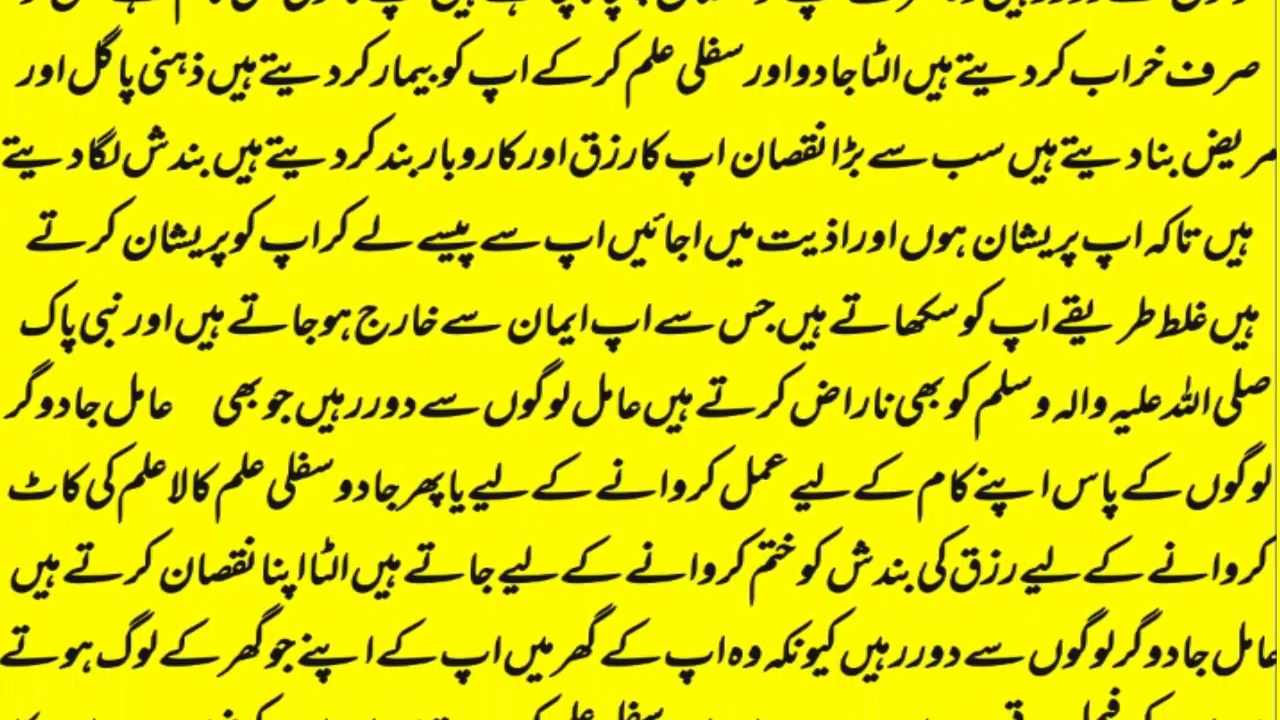 صرف خراب کر دیتے ہیں الٹا جادو اور سفلی علم کر کے اپ کو بیمار کر دیتے ہیں ذہنی پاگل اور
مریض بنا دیتے ہیں سب سے بڑا نقصان اپ کا رزق اور کاروبار بند کر دیتے ہیں بندش لگا دیتے
ہیں تاکہ اپ پریشان ہوں اور اذیت میں اجائیں اپ سے پیسے لے کر اپ کو پریشان کرتے
ہیں غلط طریقے اپ کو سکھاتے ہیں جس سے اپ ایمان سے خارج ہو جاتے ہیں اور نبی پاک
صلی اللہ علیہ والہ وسلم کو بھی ناراض کرتے ہیں عامل لوگوں سے دور رہیں جو بھی عامل جادوگر
لوگوں کے پاس اپنے کام کے لیے عمل کروانے کے لیے یا پھر جادو سفلی علم کالا علم کی کاٹ
کروانے کے لیے رزق کی بندش کو ختم کروانے کے لیے جاتے ہیں الٹا اپنا نقصان کرتے ہیں
عامل جادوگر لوگوں سے دور رہیں کیونکہ وہ اپ کے گھر میں اپ کے اپنے جو گھر کے لوگ ہوتے